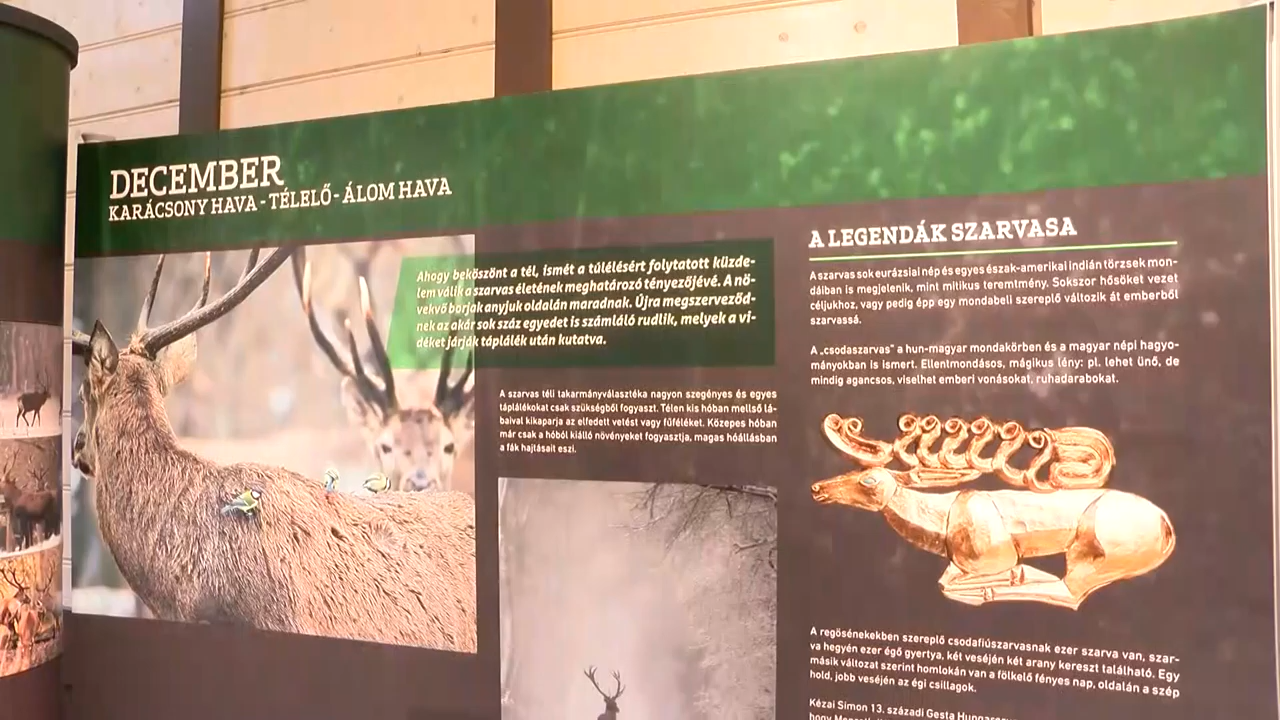 DECEMBER
KARÁCSONY HAVA - TÉLELŐ - ÁLOM HAVA
Ahogy beköszönt a tél, ismét a túlélésért folytatott küzde-
lem válik a szarvas életének meghatározó tényezőjévé. A nö-
vekvő borjak anyjuk oldalán maradnak. Újra megszerveződ-
nek az akár sok száz egyedet is számláló rudlik, melyek a vi-
déket járják táplálék után kutatva.
A szarvas téli takarmányválasztéka nagyon szegényes és egyes
táplálékokat csak szükségből fogyaszt. Télen kis hóban mellső lá-
baival kikaparja az elfedett vetést vagy fűféléket. Közepes hóban
már csak a hóból kiálló növényeket fogyasztja, magas hóállásban
a fák hajtásait eszi.
A LEGENDÁK SZARVASA
A szarvas sok eurázsiai nép és egyes észak-amerikai indián törzsek mon-
dáiban is megjelenik, mint mitikus teremtmény. Sokszor hősöket vezet
céljukhoz, vagy pedig épp egy mondabeli szereplő változik át emberből
szarvassá.
A „csodaszarvas” a hun-magyar mondakörben és a magyar népi hagyo-
mányokban is ismert. Ellentmondásos, mágikus lény: pl. lehet ünő, de
mindig agancsos, viselhet emberi vonásokat, ruhadarabokat.
A regösénekekben szereplő csodafiúszarvasnak ezer szarva van, szar-
va hegyén ezer égő gyertya, két veséjén két arany kereszt található. Egy
másik változat szerint homlokán van a fölkelő fényes nap, oldalán a szép
hold, jobb veséjén az égi csillagok.
Kézai Simon 13. századi Gesta
hogy